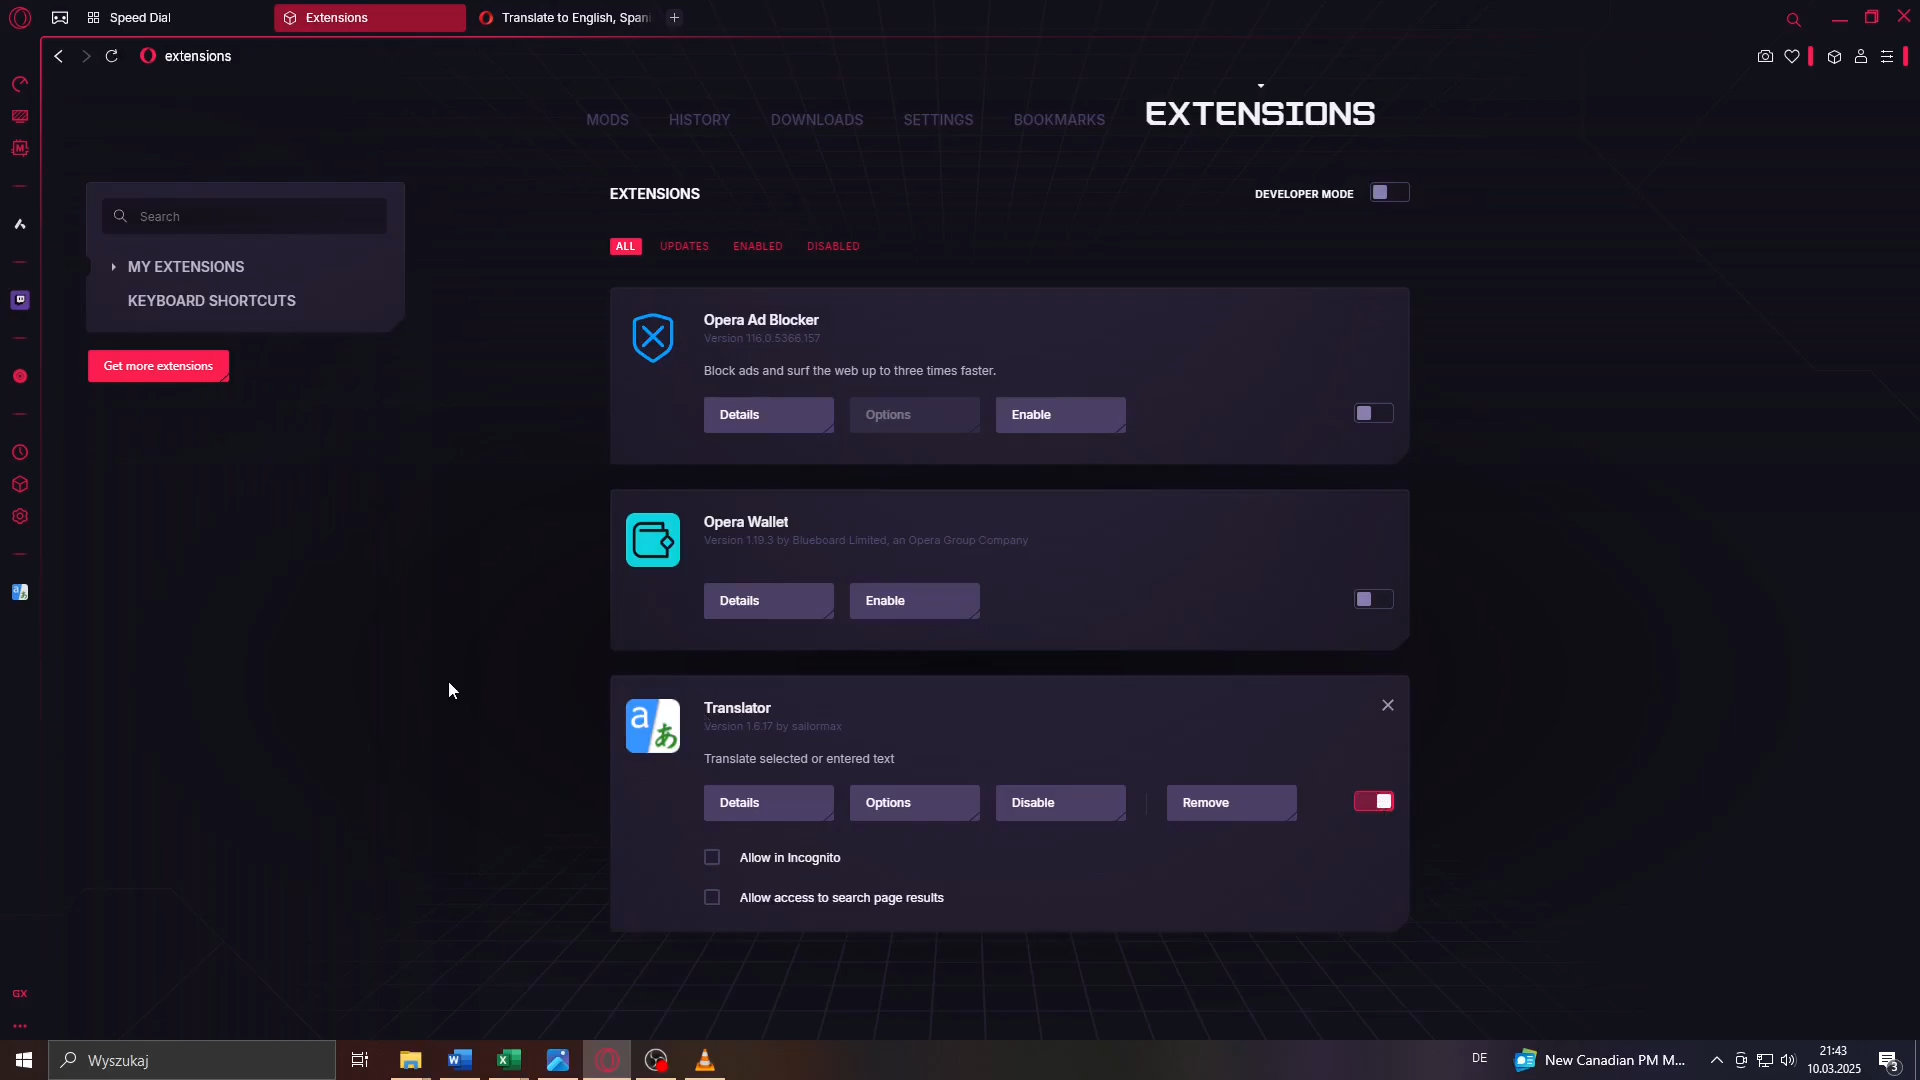 Speed Dial
Extensions
Translate to English, Spani
extensions
MODS
HISTORY
DOWNLOADS
SETTINGS
BOOKMARKS
EXTENSIONS
Search
MY EXTENSIONS
KEYBOARD SHORTCUTS
Get more extensions
EXTENSIONS
DEVELOPER MODE
ALL
UPDATES
ENABLED
DISABLED
Opera Ad Blocker
Version 116.0.5366.157
Block ads and surf the web up to three times faster.
Details
Options
Enable
Opera Wallet
Version 1.19.3 by Blueboard Limited, an Opera Group Company
Details
Enable
Translator
Version 1.6.17 by sailormax
Translate selected or entered text
Details
Options
Disable
Remove
Allow in Incognito
Allow access to search page results
GX
Wyszukaj
DE
New Canadian PM M...
21:43
10.03.2025
3